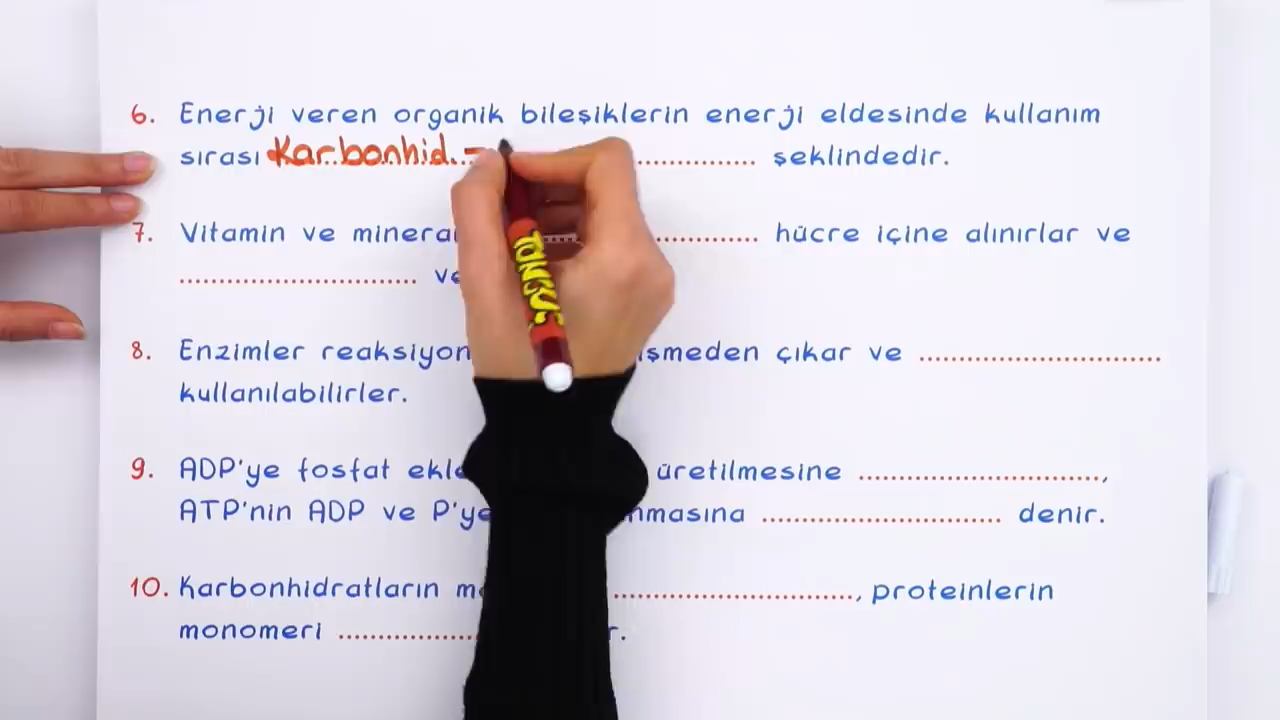 6. Enerji veren organik bileşiklerin enerji eldesinde kullanım
sırası Karbonhid. - .............. şeklindedir.
7. Vitamin ve minera .............. hücre içine alınırlar ve
.............................. ve
8. Enzimler reaksiyon işmeden çıkar ve ..............................
kullanılabilirler.
9. ADP'ye fosfat ekle üretilmesine ..............................,
ATP'nin ADP ve P'ye nmasına .............................. denir.
10. Karbonhidratların m ..............................., proteinlerin
monomeri ................. r.